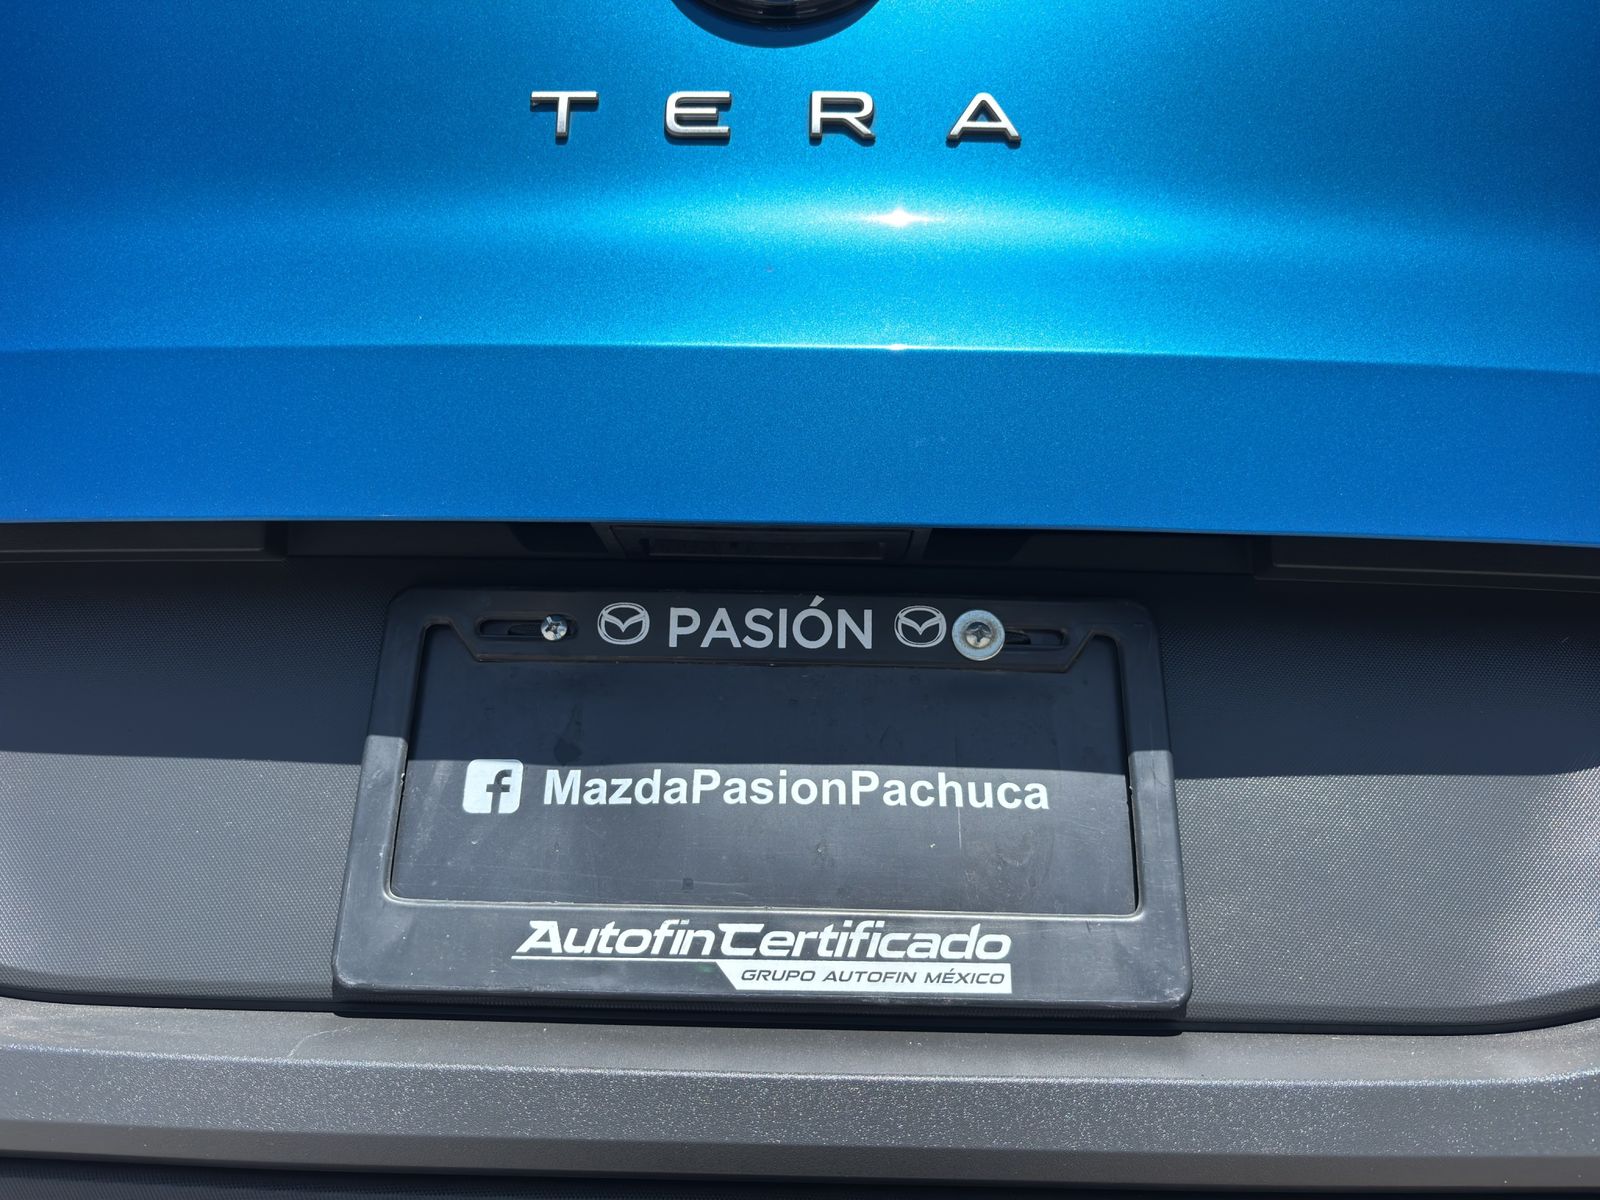 TERA
PASIÓN
MazdaPasionPachuca
AutofinCertificado
GRUPO AUTOFIN MÉXICO